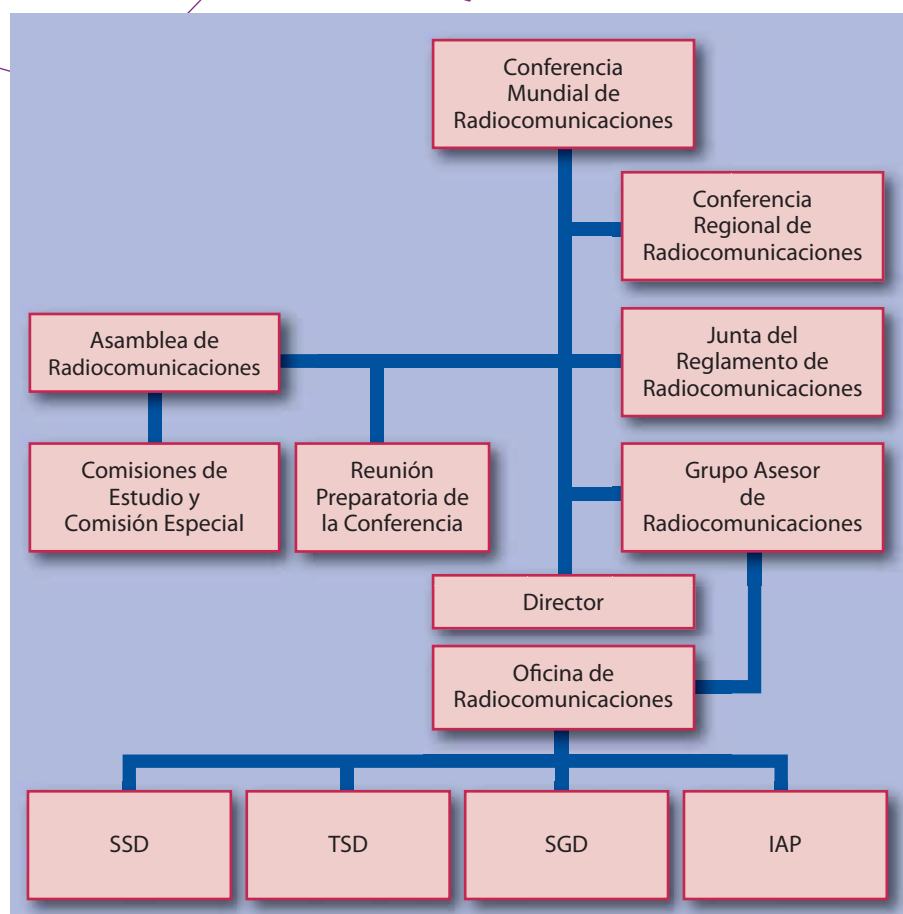 Conferencia
Mundial de
Radiocomunicaciones
Conferencia
Regional de
Radiocomunicaciones
Asamblea de
Radiocomunicaciones
Junta del
Reglamento de
Radiocomunicaciones
Comisiones de
Estudio y
Comisión Especial
Reunión
Preparatoria de
la Conferencia
Grupo Asesor
de
Radiocomunicaciones
Director
Oficina de
Radiocomunicaciones
SSD
TSD
SGD
IAP